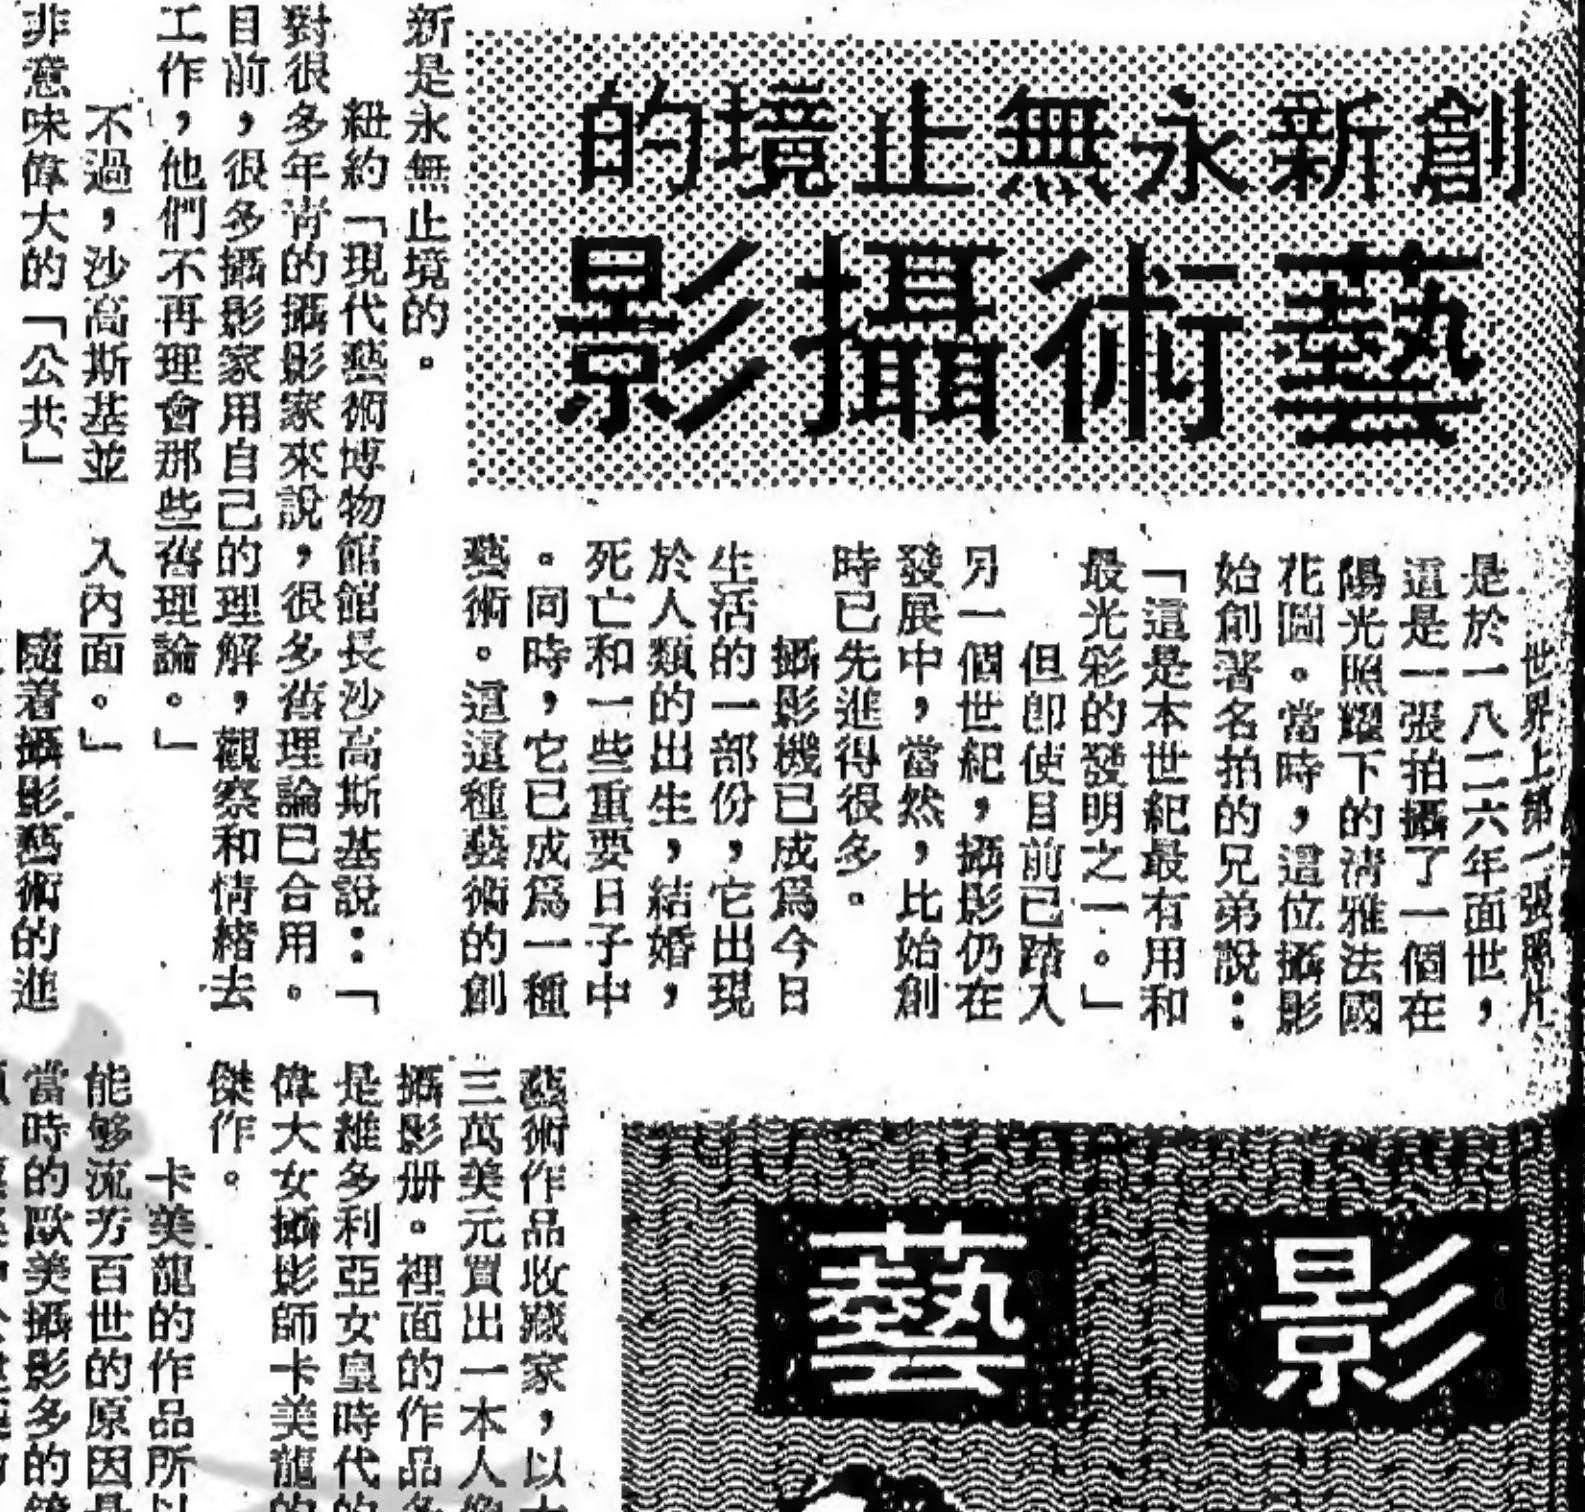 創新永無止境的
藝術攝影
世界上第一張照片
是於一八二六年面世，
這是一張拍攝了一個在
陽光照耀下的清雅法國
花園。當時，這位攝影
始創著名拍的兄弟說：
「這是本世紀最有用和
最光彩的發明之一。」
但即使目前已踏入
另一個世紀，攝影仍在
發展中，當然，比始創
時已先進得很多。
攝影機已成爲今日
生活的一部份，它出現
於人類的出生，結婚，
死亡和一些重要日子中
。同時，它已成爲一種
藝術。這這種藝術的創
新是永無止境的。
紐約「現代藝術博物館館長沙高斯基說：「
對很多年靑的攝影家來說，很多舊理論已合用。
目前，很多攝影家用自己的理解，觀察和情緒去
工作，他們不再理會那些舊理論。」
不過，沙高斯基並
非意味偉大的「公共」
入內面。」
隨着攝影藝術的進
藝術作品收藏家，以
三萬美元買出一本人像
攝影册。裡面的作品
是維多利亞女皇時代的
偉大女攝影師卡美龍的
傑作。
卡美龍的作品所以
能够流芳百世的原因是
當時的歐美攝影多的
影
藝